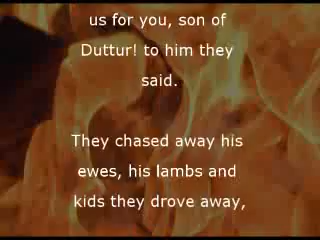 us for you, son of
Duttur! to him they
said.
They chased away his
ewes, his lambs and
kids they drove away,